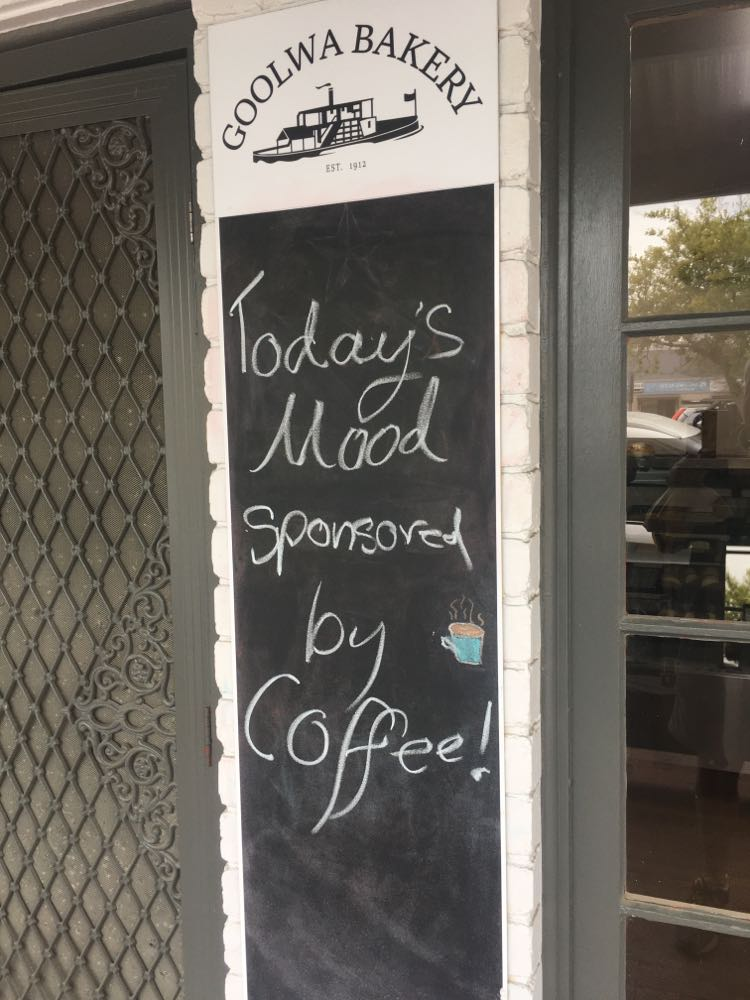 GOOLWA BAKERY
EST. 1912
Today's
Mood
sponsored
by
Coffee!